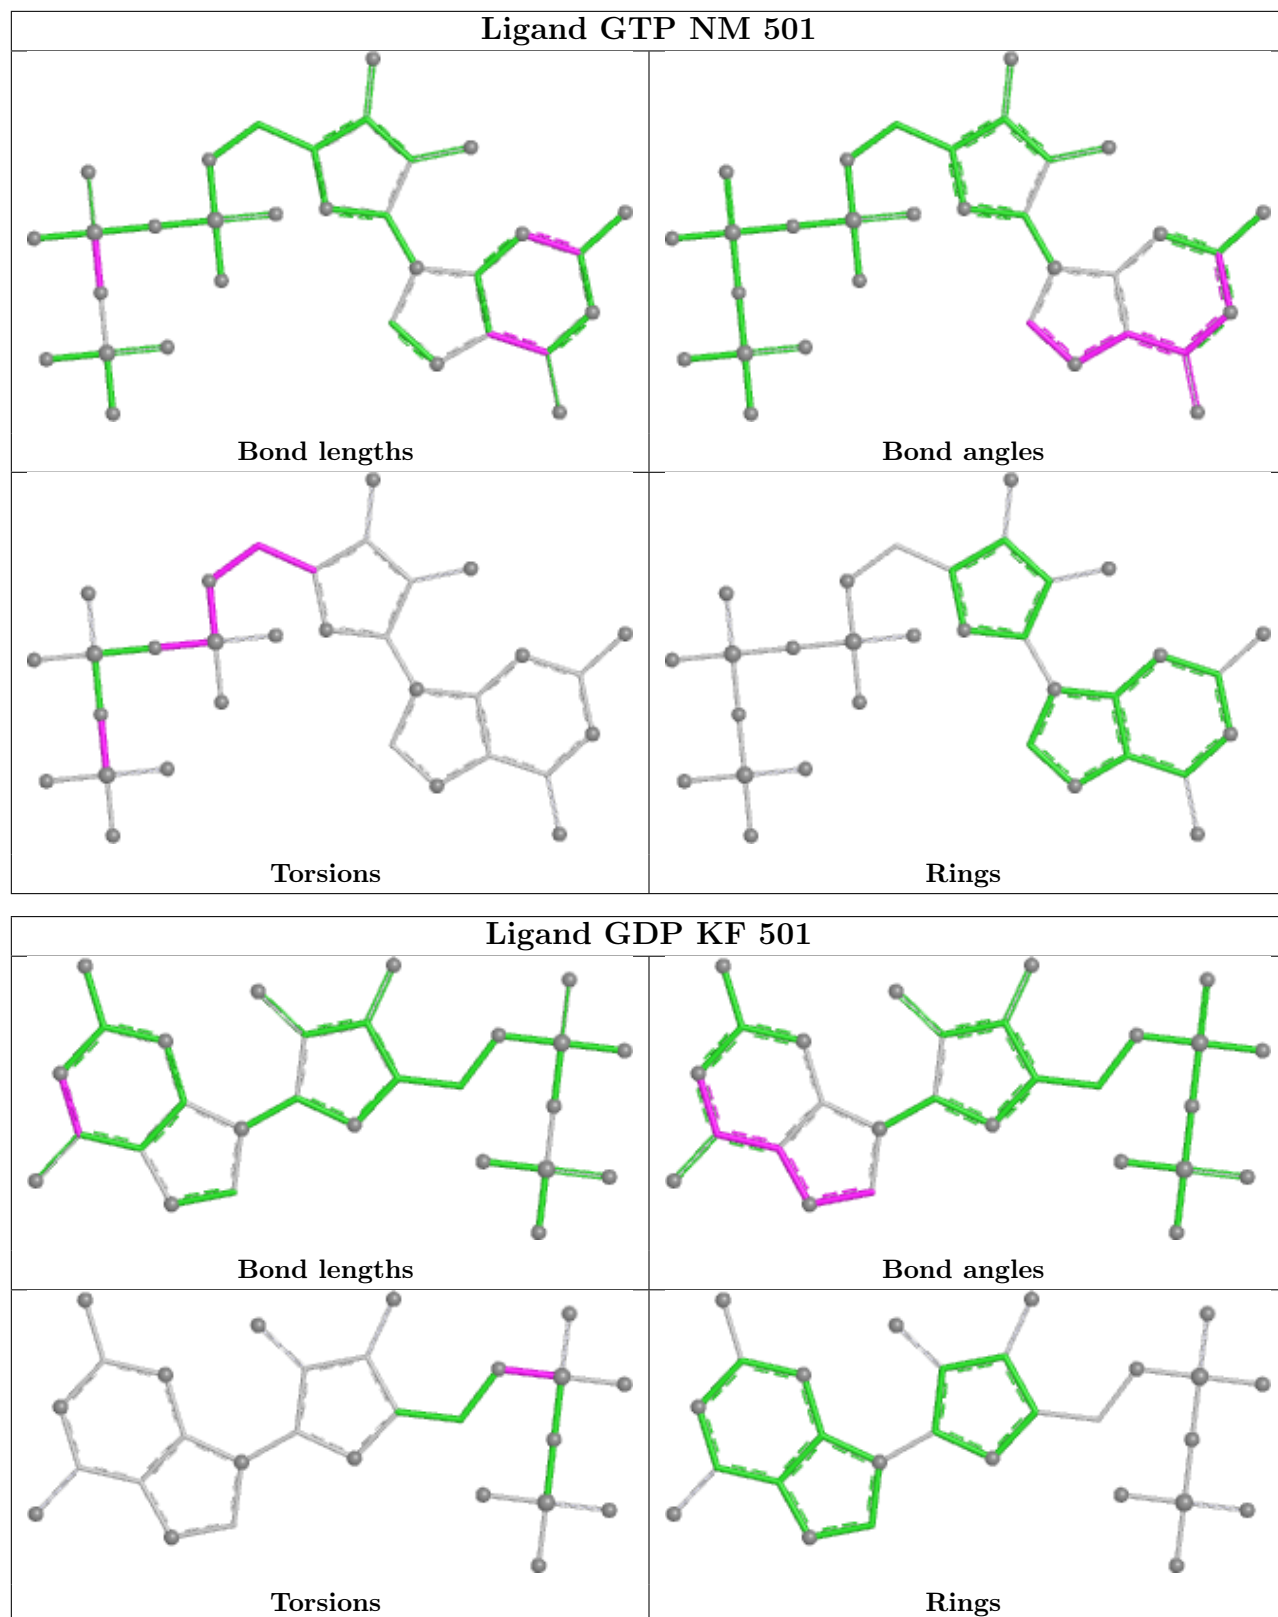 Ligand GTP NM 501
Bond lengths
Bond angles
Torsions
Rings
Ligand GDP KF 501
Bond lengths
Bond angles
Torsions
Rings